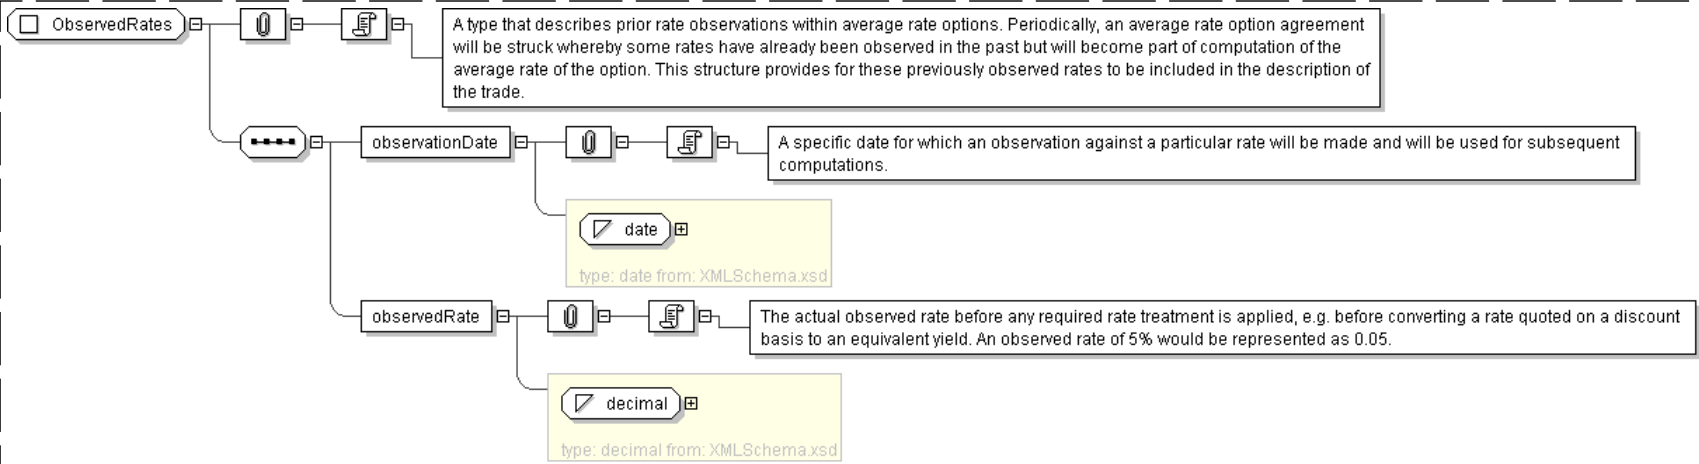 ObservedRates
A type that describes prior rate observations within average rate options. Periodically, an average rate option agreement
will be struck whereby some rates have already been observed in the past but will become part of computation of the
average rate of the option. This structure provides for these previously observed rates to be included in the description of
the trade.
observationDate
A specific date for which an observation against a particular rate will be made and will be used for subsequent
computations.
date
type: date from: XMLSchema.xsd
observedRate
The actual observed rate before any required rate treatment is applied, e.g. before converting a rate quoted on a discount
basis to an equivalent yield. An observed rate of 5% would be represented as 0.05.
decimal
type: decimal from: XMLSchema.xsd